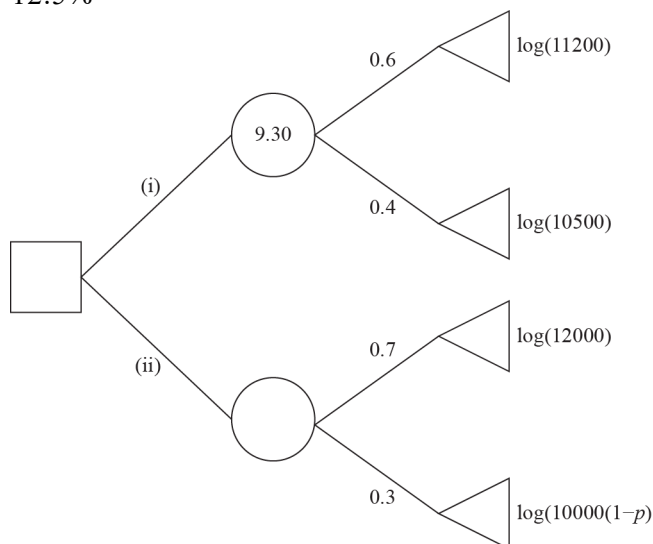 12.5%
0.6
log(11200)
9.30
(i)
0.4
log(10500)
(ii)
0.7
log(12000)
0.3
log(10000(1−p)